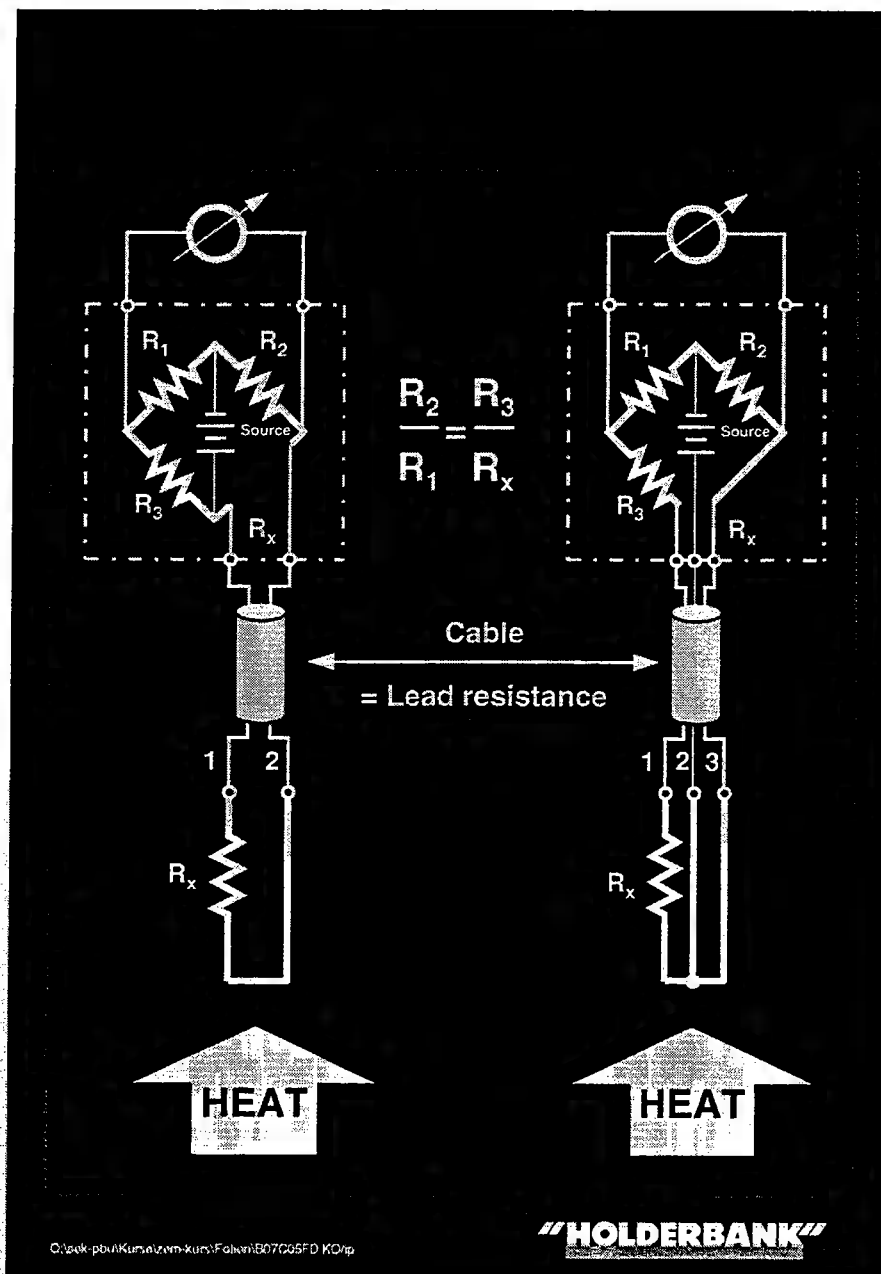 R1 R2
Source
R3
Rx
R2 / R1 = R3 / Rx
R1 R2
Source
R3
Rx
Cable
= Lead resistance
1 2
Rx
1 2 3
Rx
HEAT
HEAT
"HOLDERBANK"